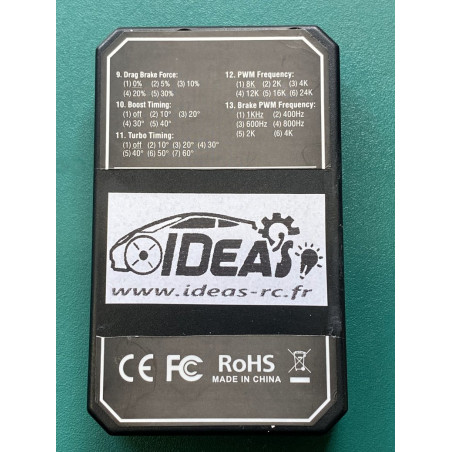 9. Drag Brake Force:
(1) 0% (2) 5% (3) 10%
(4) 20% (5) 30%
10. Boost Timing:
(1) off (2) 10° (3) 20°
(4) 30° (5) 40°
11. Turbo Timing:
(1) off (2) 10° (3) 20° (4) 30°
(5) 40° (6) 50° (7) 60°
12. PWM Frequency:
(1) 8K (2) 2K (3) 4K
(4) 12K (5) 16K (6) 24K
13. Brake PWM Frequency:
(1) 1KHz (2) 400Hz
(3) 600Hz (4) 800Hz
(5) 2K (6) 4K
IDEA'S
www.ideas-rc.fr
CE FC RoHS
MADE IN CHINA